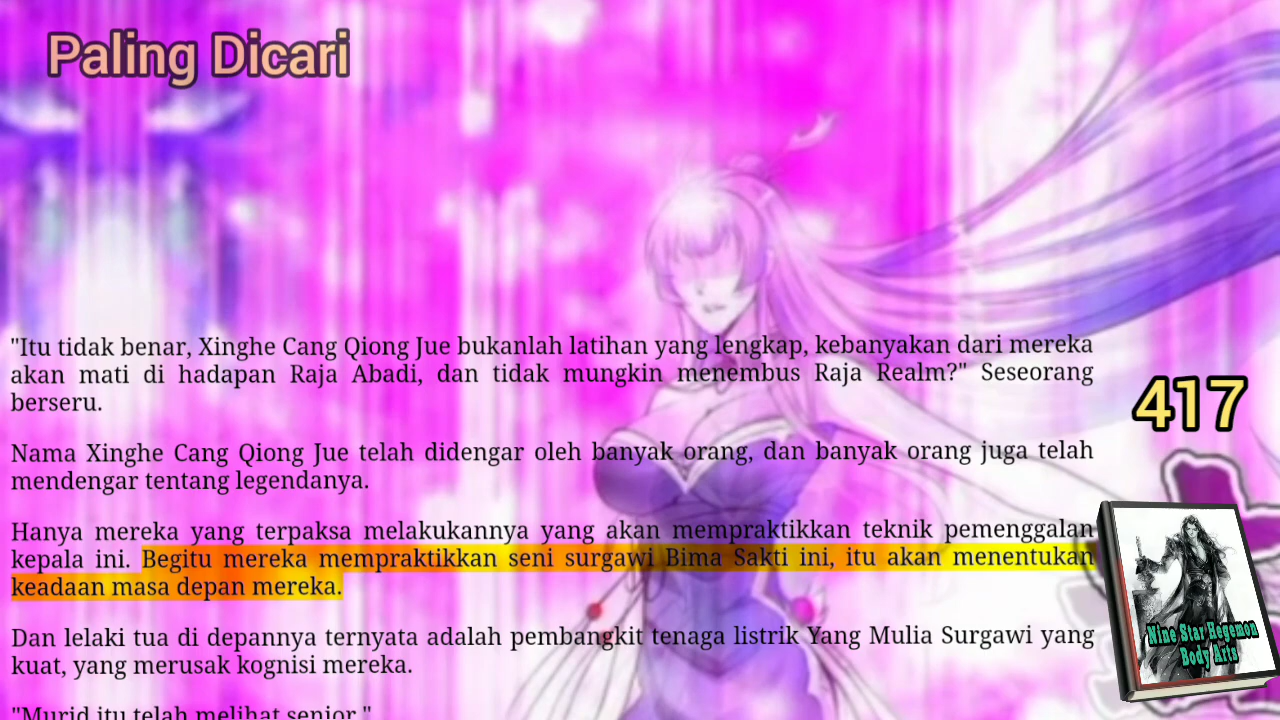 Paling Dicari
"Itu tidak benar, Xinghe Cang Qiong Jue bukanlah latihan yang lengkap, kebanyakan dari mereka
akan mati di hadapan Raja Abadi, dan tidak mungkin menembus Raja Realm?" Seseorang
berseru.
Nama Xinghe Cang Qiong Jue telah didengar oleh banyak orang, dan banyak orang juga telah
mendengar tentang legendanya.
Hanya mereka yang terpaksa melakukannya yang akan mempraktikkan teknik pemenggalan
kepala ini. Begitu mereka mempraktikkan seni surgawi Bima Sakti ini, itu akan menentukan
keadaan masa depan mereka.
Dan lelaki tua di depannya ternyata adalah pembangkit tenaga listrik Yang Mulia Surgawi yang
kuat, yang merusak kognisi mereka.
"Murid itu telah melihat senior."
417
Nine Star Hegemon
Body Arts